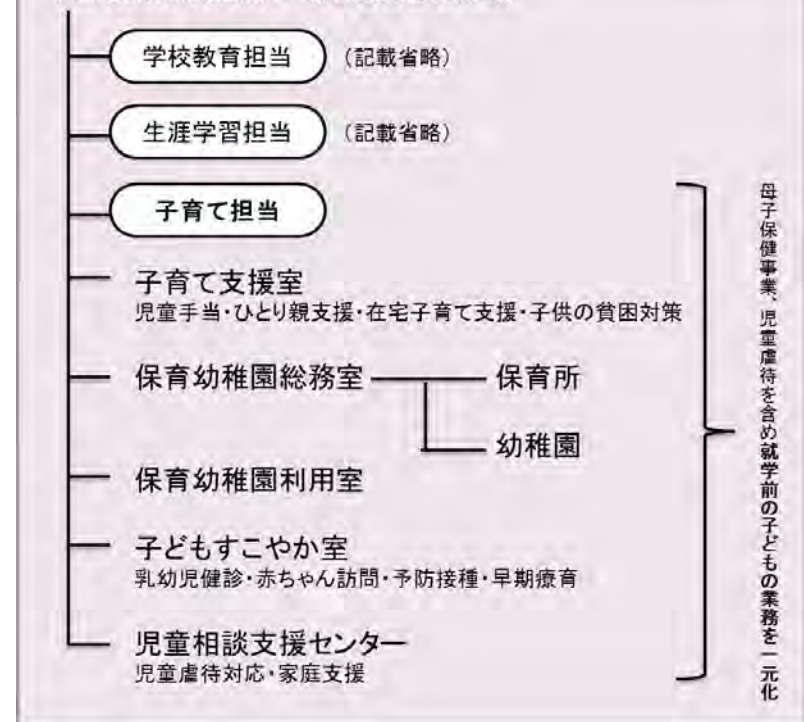 学校教育担当 (記載省略)
生涯学習担当 (記載省略)
子育て担当
子育て支援室
児童手当・ひとり親支援・在宅子育て支援・子供の貧困対策
保育幼稚園総務室
保育所
幼稚園
保育幼稚園利用室
子どもすこやか室
乳幼児健診・赤ちゃん訪問・予防接種・早期療育
児童相談支援センター
児童虐待対応・家庭支援
母子保健事業、児童虐待を含め就学前の子どもの業務を一元化